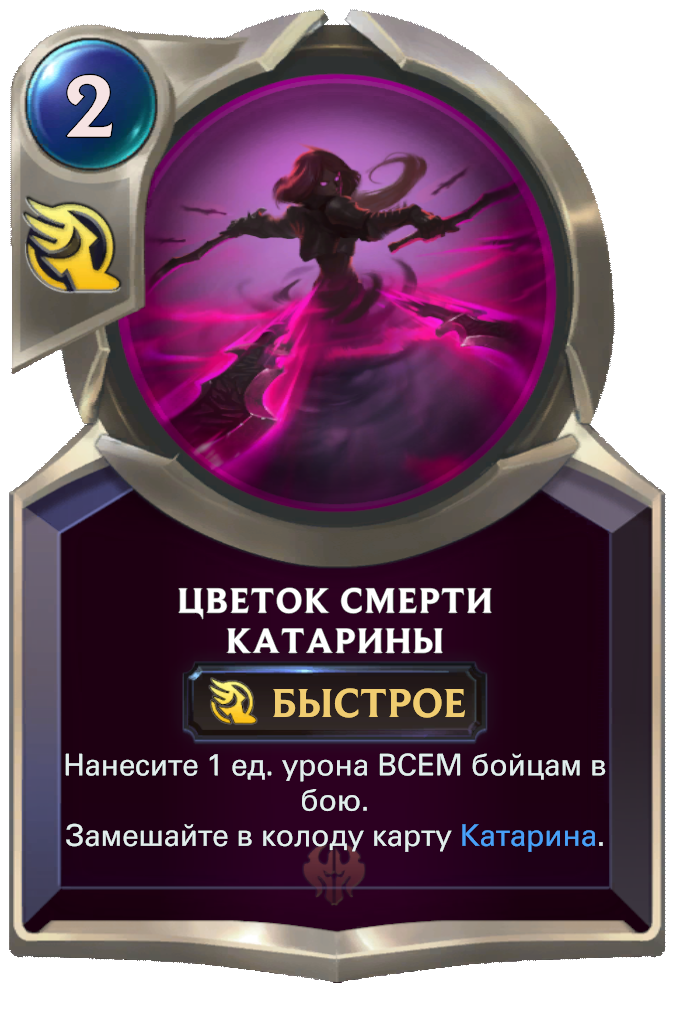 2
ЦВЕТОК СМЕРТИ
КАТАРИНЫ
БЫСТРОЕ
Нанесите 1 ед. урона ВСЕМ бойцам в
бою.
Замешайте в колоду карту Катарина.